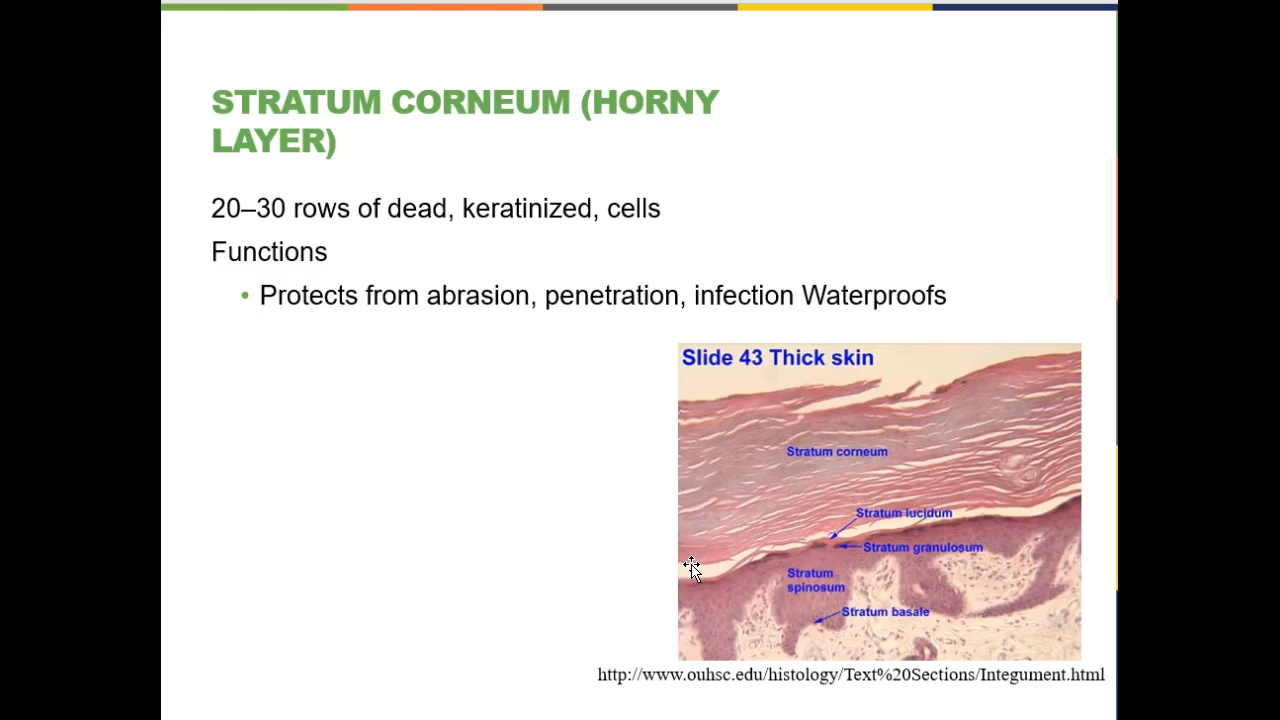 STRATUM CORNEUM (HORNY
LAYER)
20–30 rows of dead, keratinized, cells
Functions
• Protects from abrasion, penetration, infection Waterproofs
Slide 43 Thick skin
Stratum corneum
Stratum lucidum
Stratum granulosum
Stratum
spinosum
Stratum basale
http://www.ouhsc.edu/histology/Text%20Sections/Integument.html